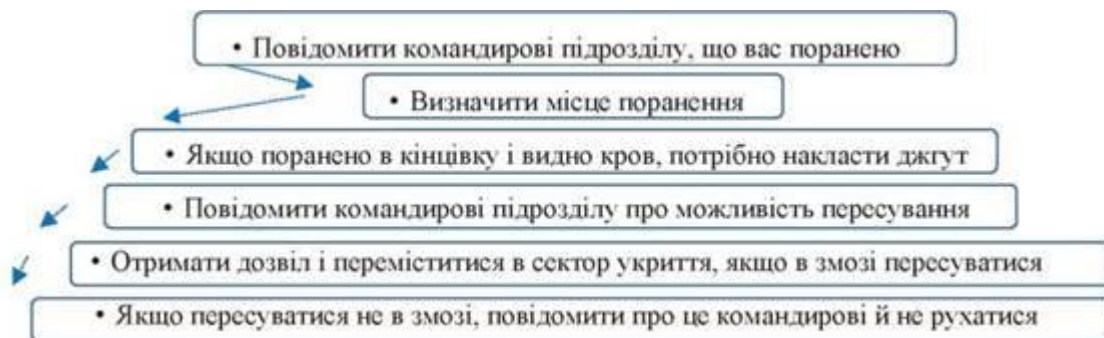 • Повідомити командирові підрозділу, що вас поранено
• Визначити місце поранення
• Якщо поранено в кінцівку і видно кров, потрібно накласти джгут
• Повідомити командирові підрозділу про можливість пересування
• Отримати дозвіл і переміститися в сектор укриття, якщо в змозі пересуватися
• Якщо пересуватися не в змозі, повідомити про це командирові й не рухатися